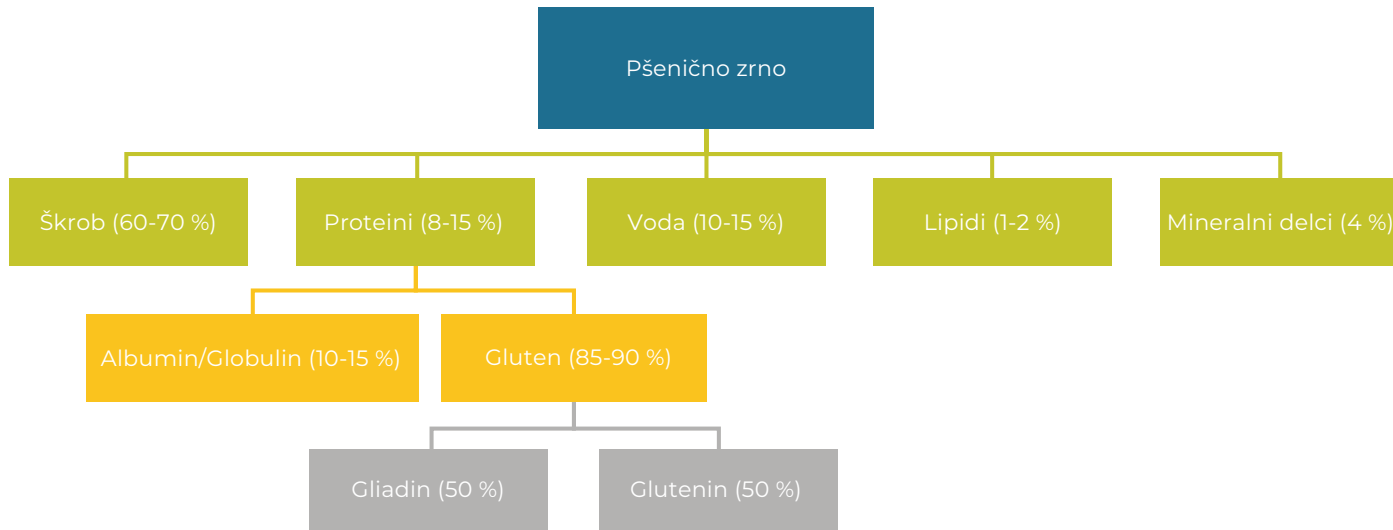 Pšenično zrno
Škrob (60-70 %)
Proteini (8-15 %)
Voda (10-15 %)
Lipidi (1-2 %)
Mineralni delci (4 %)
Albumin/Globulin (10-15 %)
Gluten (85-90 %)
Gliadin (50 %)
Glutenin (50 %)